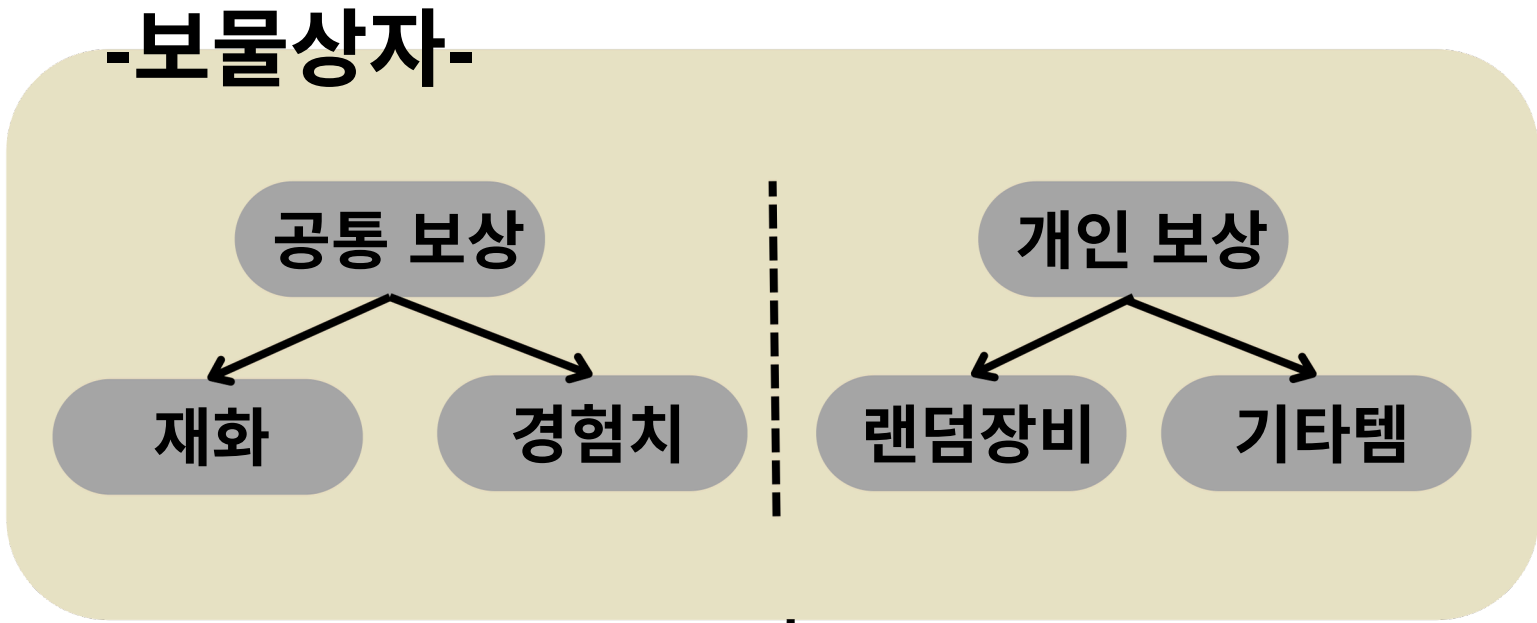 -보물상자-
공통 보상
개인 보상
재화
경험치
랜덤장비
기타템